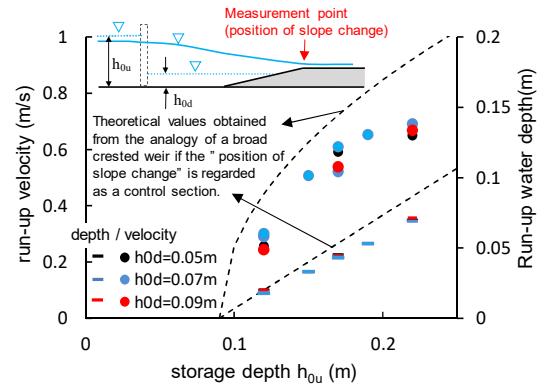 Measurement point
(position of slope change)
h0u
h0d
Theoretical values obtained
from the analogy of a broad
crested weir if the ” position of
slope change” is regarded
as a control section.
depth / velocity
h0d=0.05m
h0d=0.07m
h0d=0.09m
1
0.8
0.6
0.4
0.2
0
run-up velocity (m/s)
0.2
0.15
0.1
0.05
0
Run-up water depth(m)
0
0.1
0.2
storage depth h0u (m)